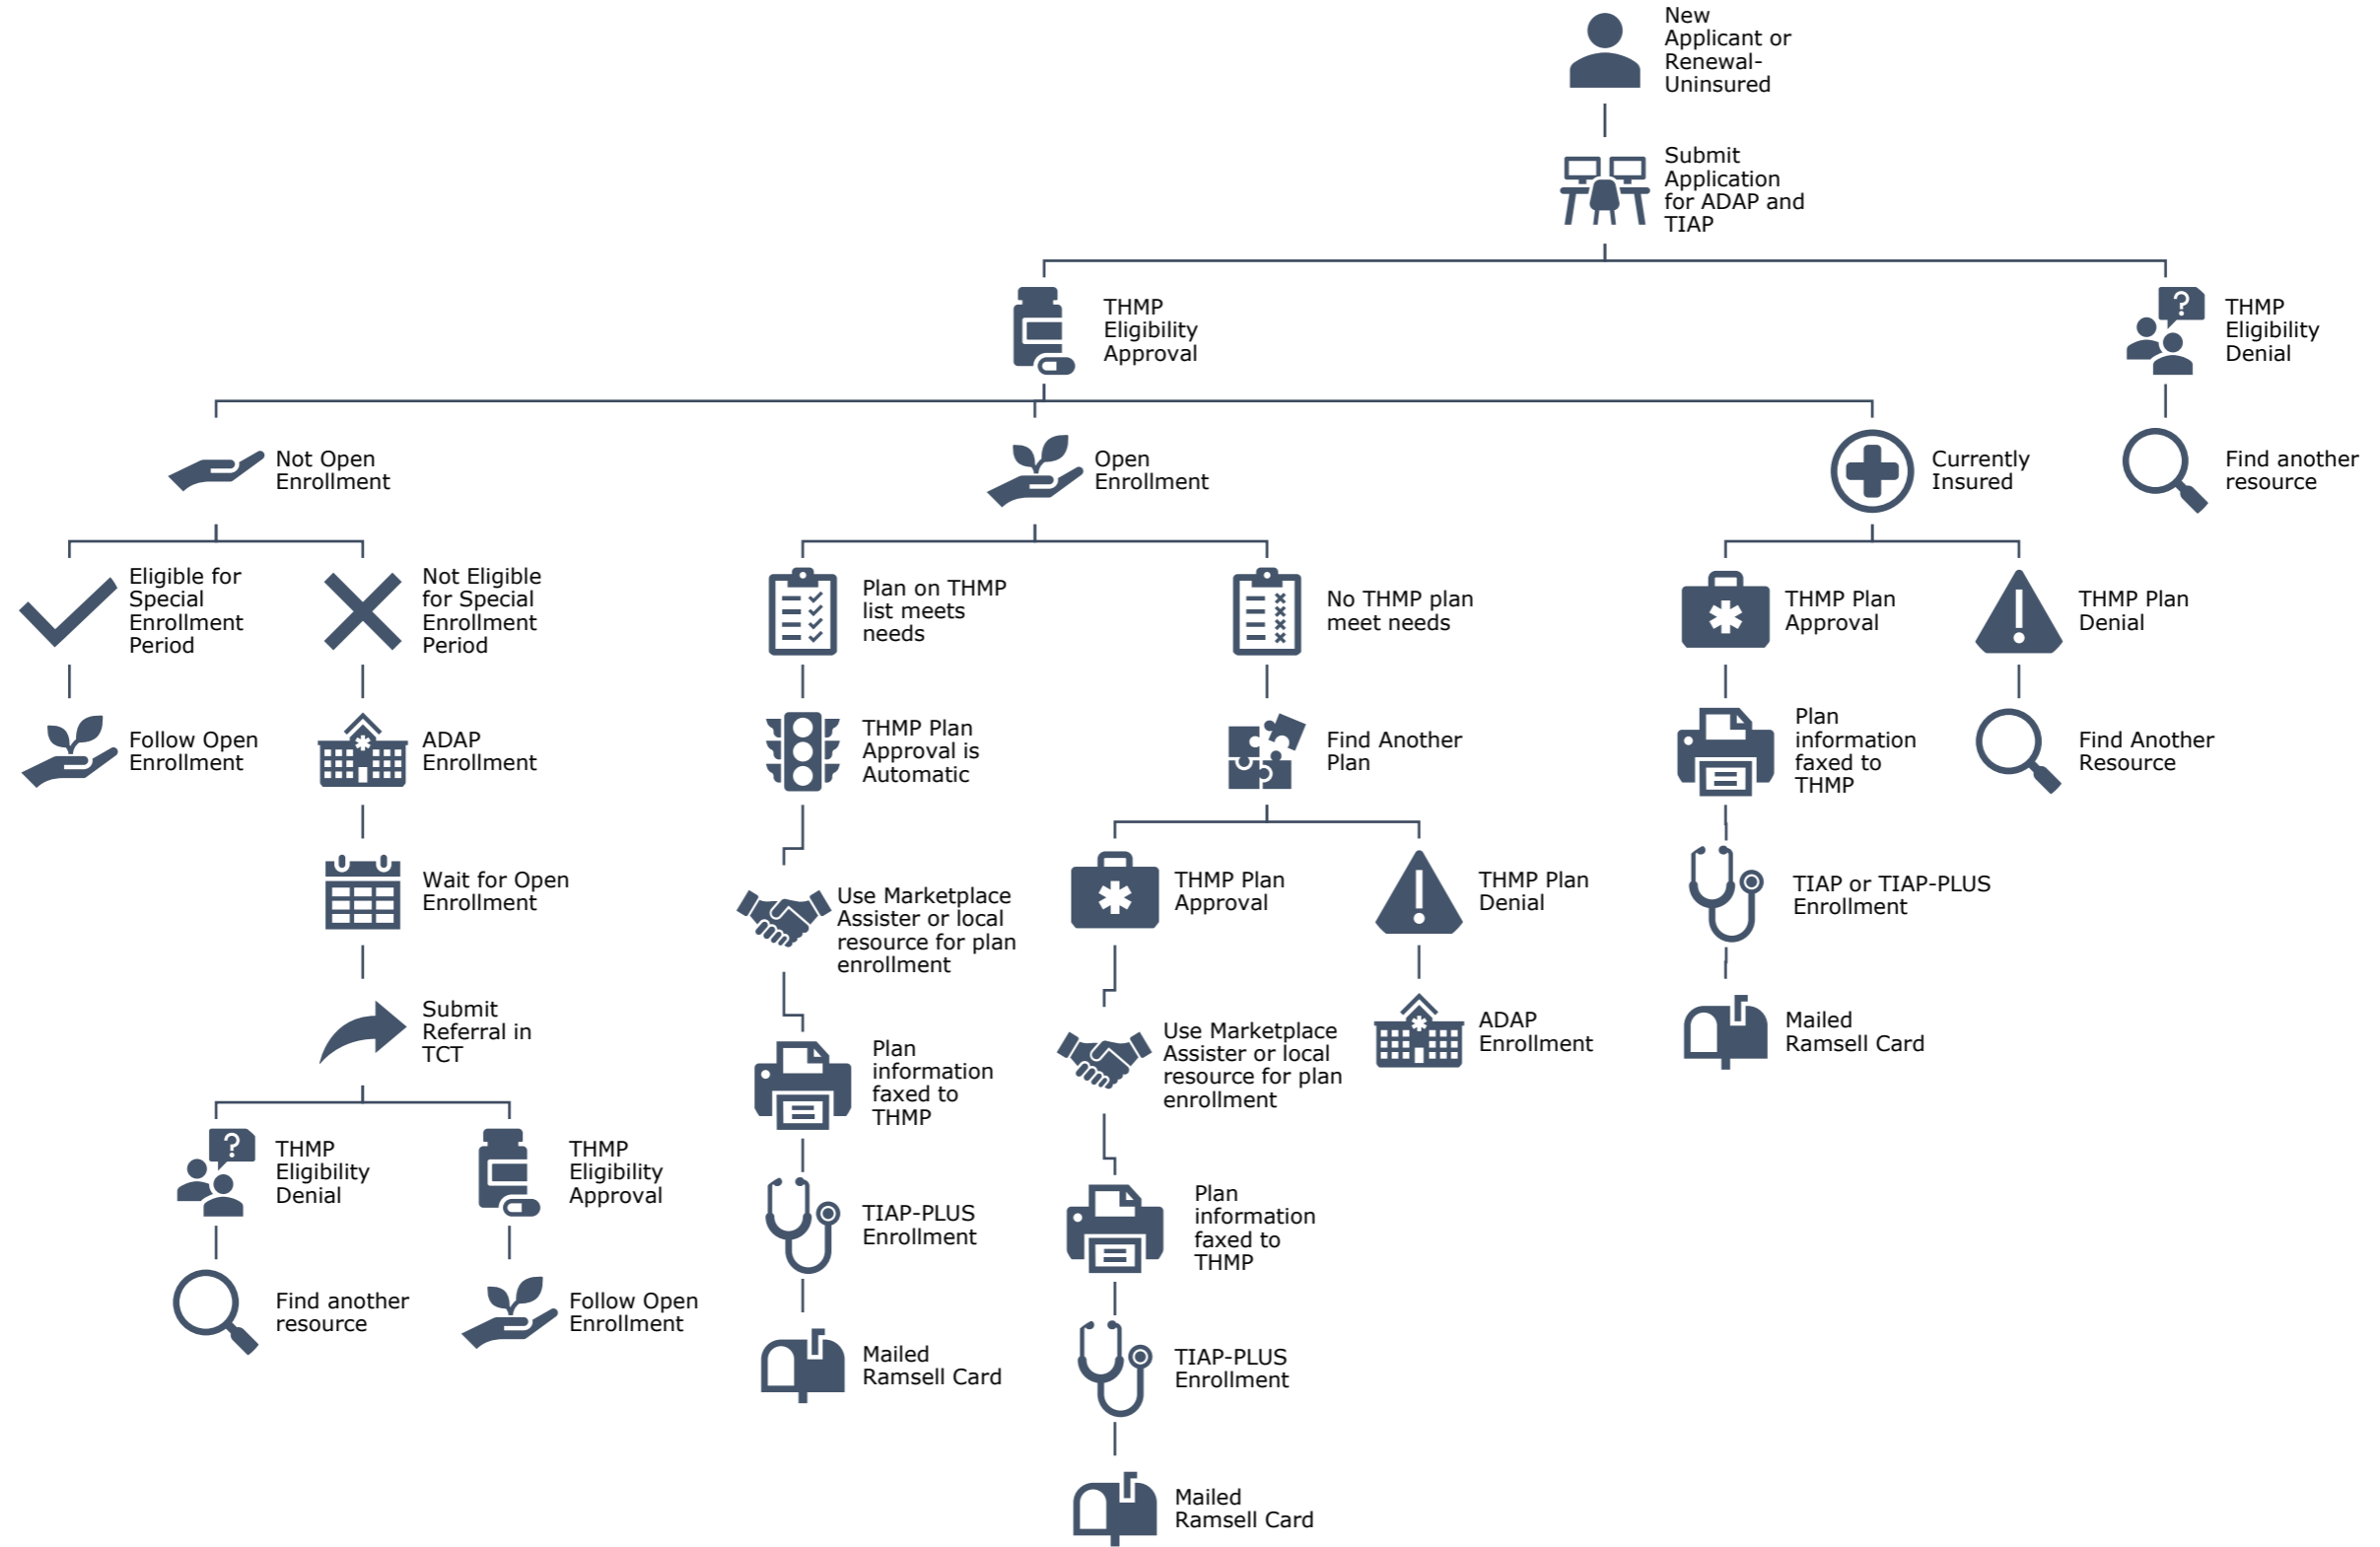 New
Applicant or
Renewal-
Uninsured
Submit
Application
for ADAP and
TIAP
THMP
Eligibility
Approval
THMP
Eligibility
Denial
Not Open
Enrollment
Open
Enrollment
Currently
Insured
Find another
resource
Eligible for
Special
Enrollment
Period
Not Eligible
for Special
Enrollment
Period
Plan on THMP
list meets
needs
No THMP plan
meet needs
THMP Plan
Approval
THMP Plan
Denial
Follow Open
Enrollment
ADAP
Enrollment
THMP Plan
Approval is
Automatic
Find Another
Plan
Plan
information
faxed to
THMP
Find Another
Resource
Wait for Open
Enrollment
Use Marketplace
Assister or local
resource for plan
enrollment
THMP Plan
Approval
THMP Plan
Denial
TIAP or TIAP-PLUS
Enrollment
Submit
Referral in
TCT
Plan
information
faxed to
THMP
Use Marketplace
Assister or local
resource for plan
enrollment
ADAP
Enrollment
Mailed
Ramsell Card
THMP
Eligibility
Denial
THMP
Eligibility
Approval
TIAP-PLUS
Enrollment
Plan
information
faxed to
THMP
Find another
resource
Follow Open
Enrollment
Mailed
Ramsell Card
TIAP-PLUS
Enrollment
Mailed
Ramsell Card